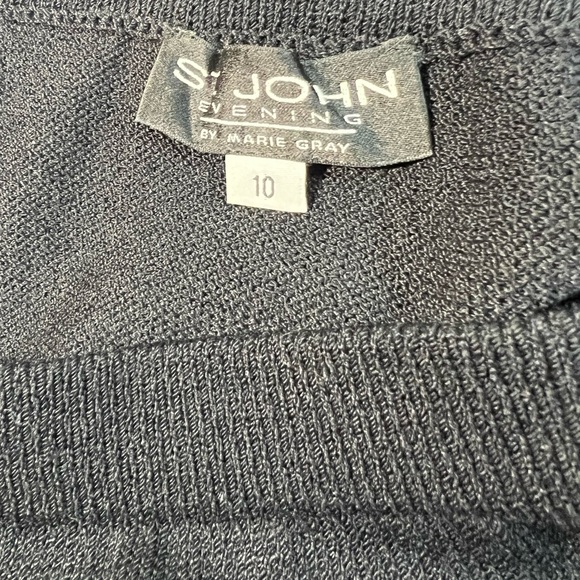 ST. JOHN
EVENING
BY MARIE GRAY
10